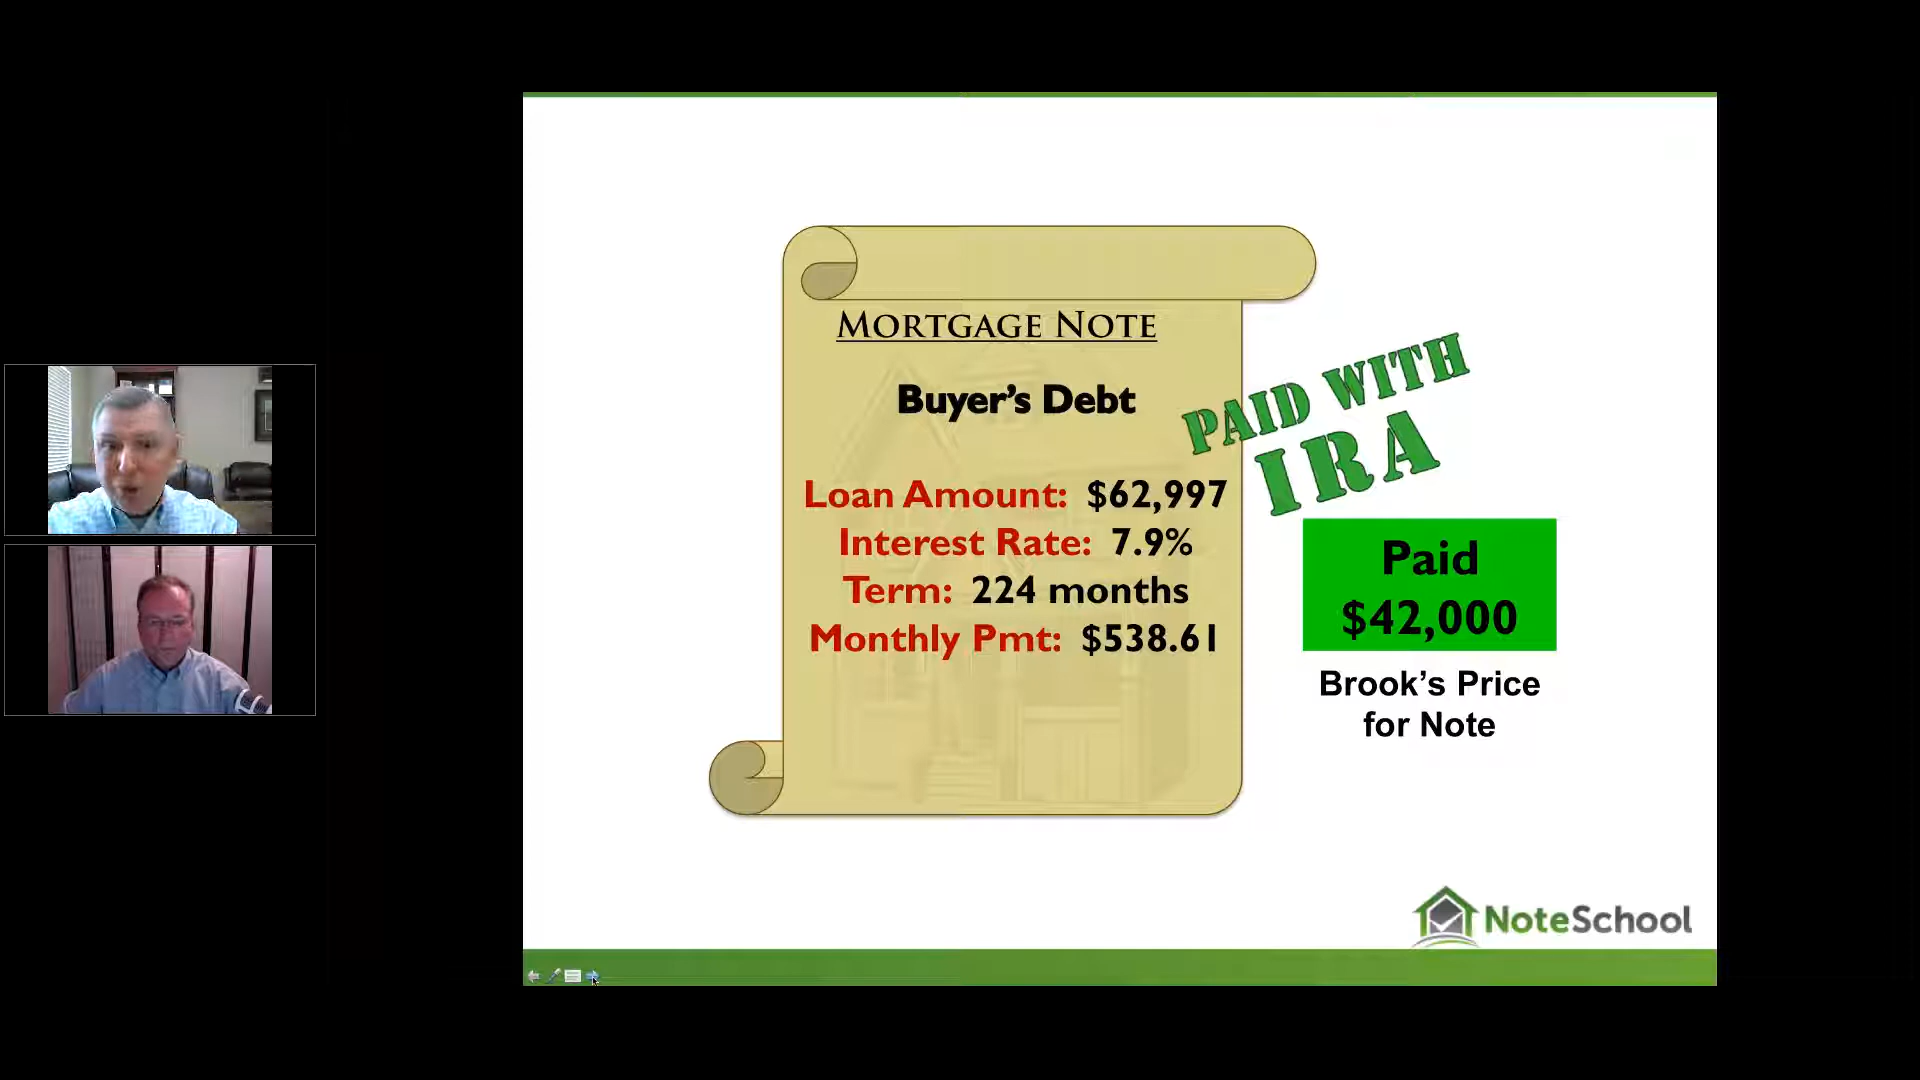 MORTGAGE NOTE
Buyer’s Debt
Loan Amount: $62,997
Interest Rate: 7.9%
Term: 224 months
Monthly Pmt: $538.61
PAID WITH
IRA
Paid
$42,000
Brook’s Price
for Note
NoteSchool